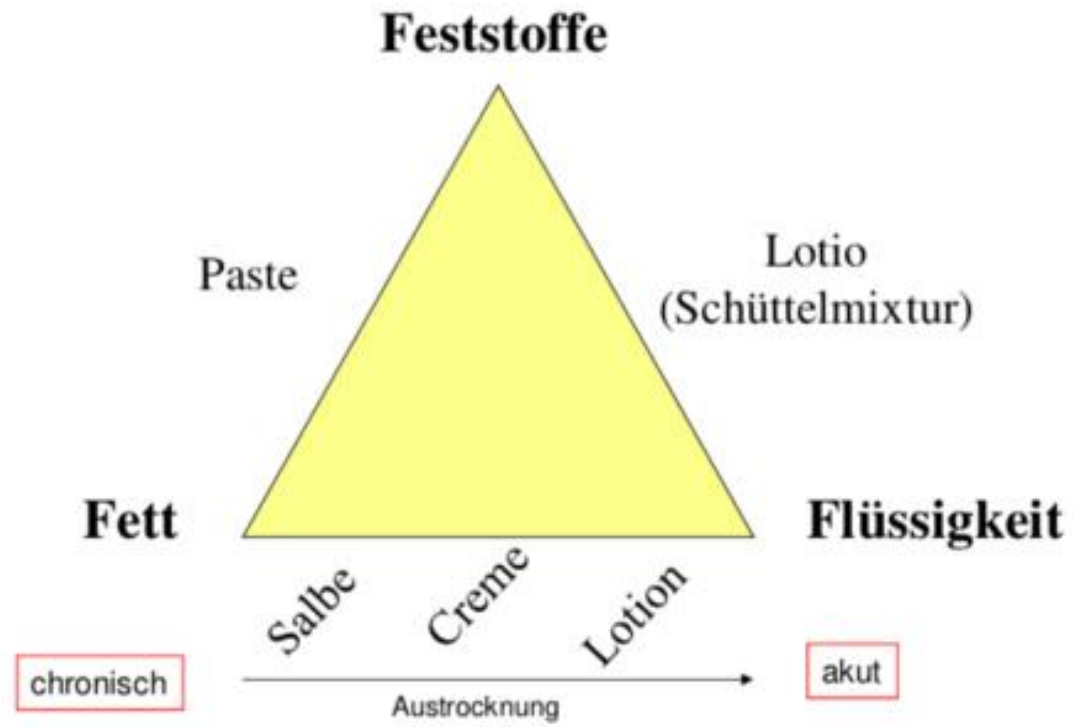 Feststoffe
Paste
Lotio
(Schüttelmixtur)
Fett
Flüssigkeit
Salbe
Creme
Lotion
chronisch
akut
Austrocknung